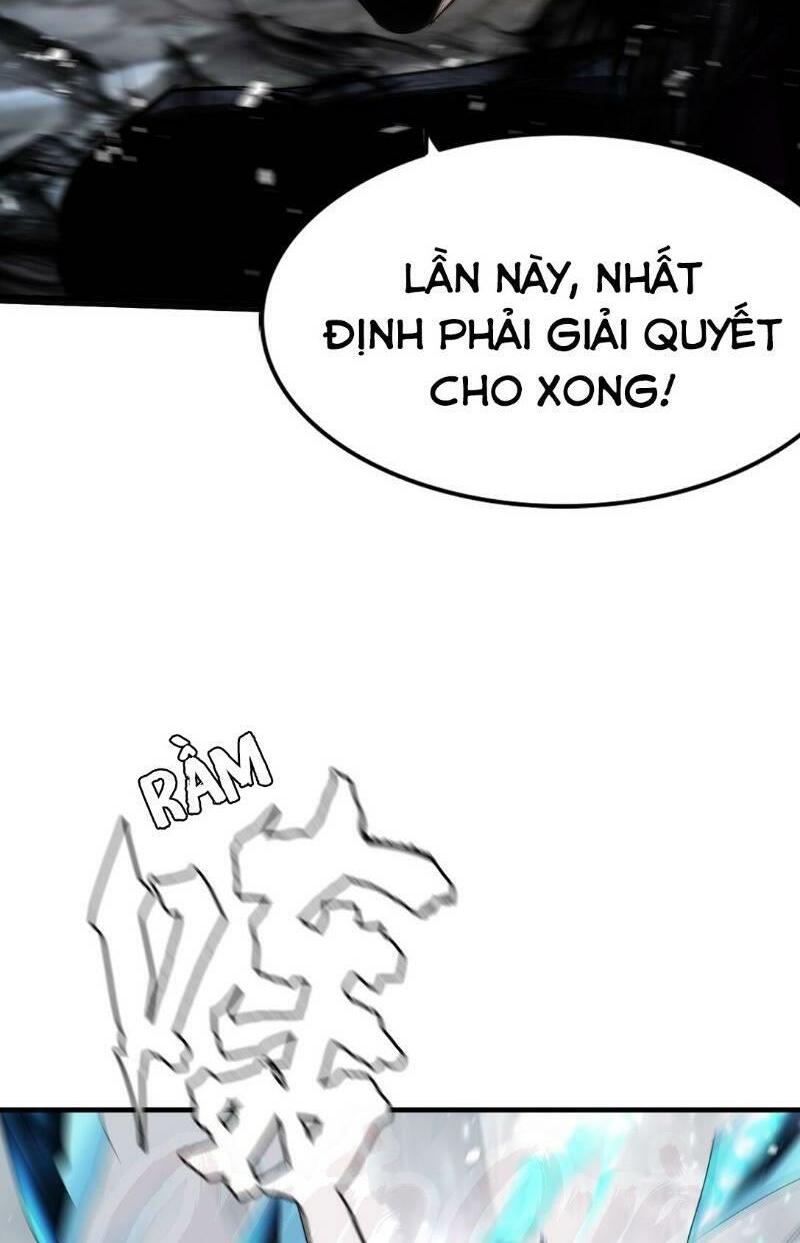 LẦN NÀY, NHẤT
ĐỊNH PHẢI GIẢI QUYẾT
CHO XONG!
RẦM